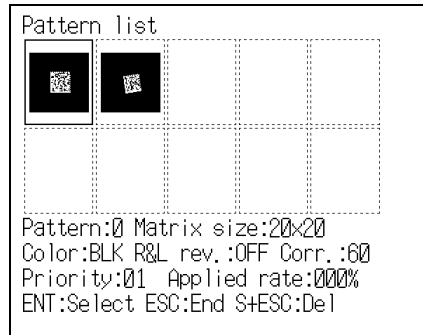 Pattern list
Pattern:0 Matrix size:20x20
Color:BLK R&L rev.:OFF Corr.:60
Priority:01 Applied rate:000%
ENT:Select ESC:End S+ESC:Del